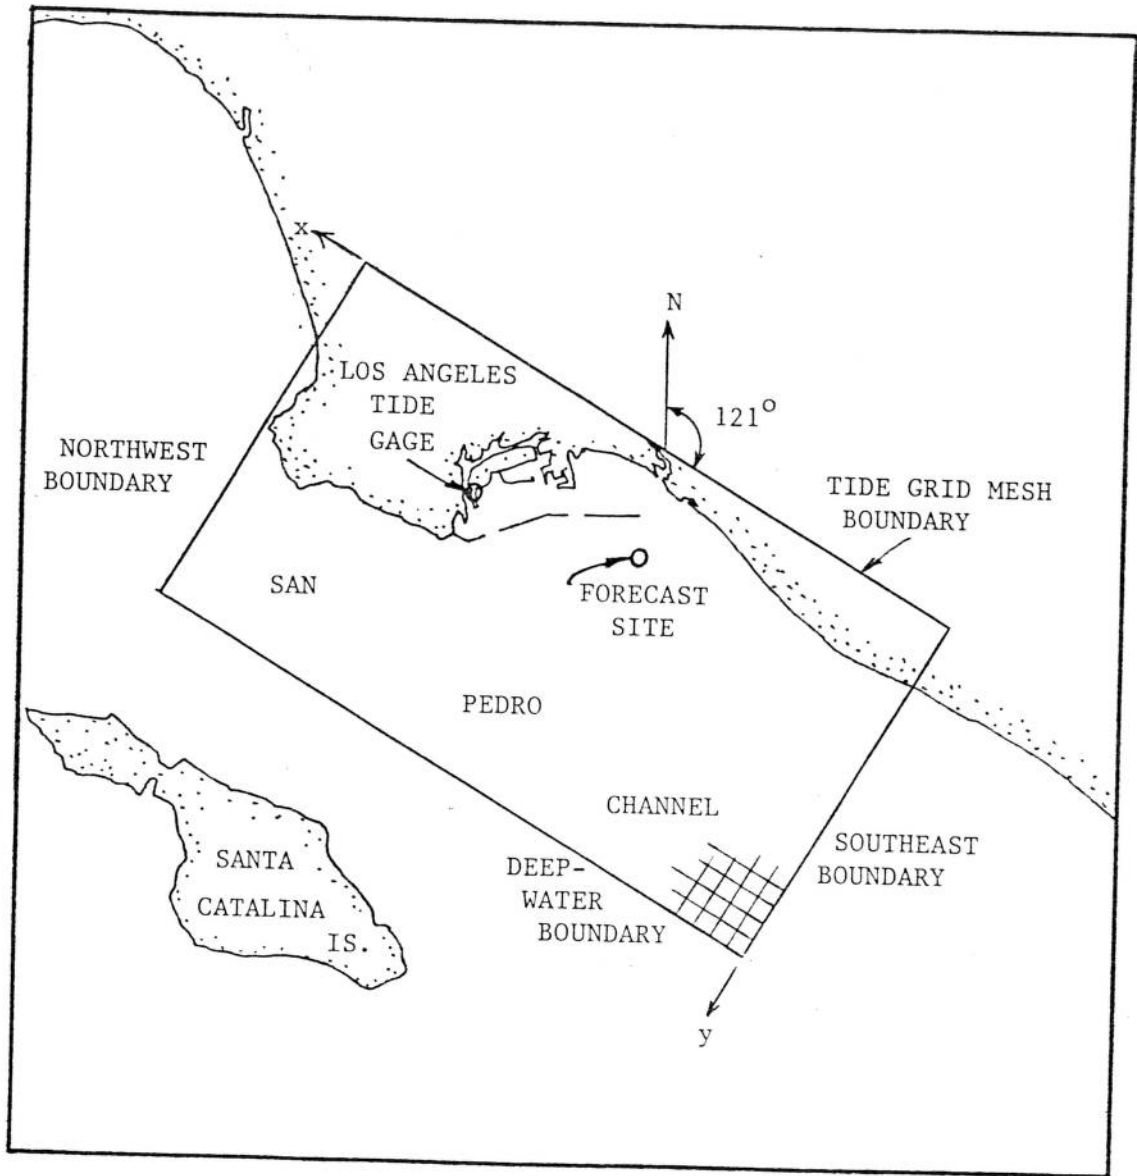 x
N
121°
LOS ANGELES
TIDE
GAGE
NORTHWEST
BOUNDARY
TIDE GRID MESH
BOUNDARY
SAN
FORECAST
SITE
PEDRO
CHANNEL
SOUTHEAST
BOUNDARY
DEEP-
WATER
BOUNDARY
SANTA
CATALINA
IS.
y